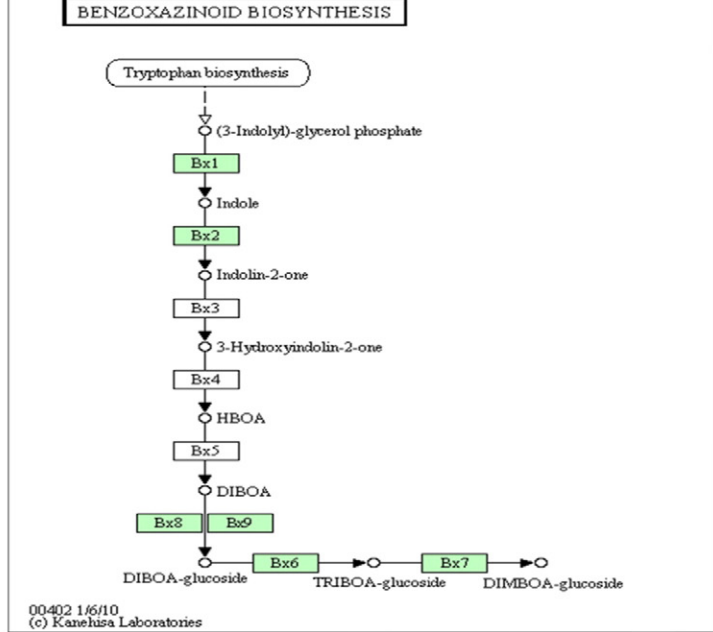 BENZOXAZINOID BIOSYNTHESIS
Tryptophan biosynthesis
(3-Indolyl)-glycerol phosphate
Bx1
Indole
Bx2
Indolin-2-one
Bx3
3-Hydroxyindolin-2-one
Bx4
HBOA
Bx5
DIBOA
Bx8 Bx9
Bx6 Bx7
DIBOA-glucoside TRIBOA-glucoside DIMBOA-glucoside
00402 1/6/10
(c) Kanehisa Laboratories